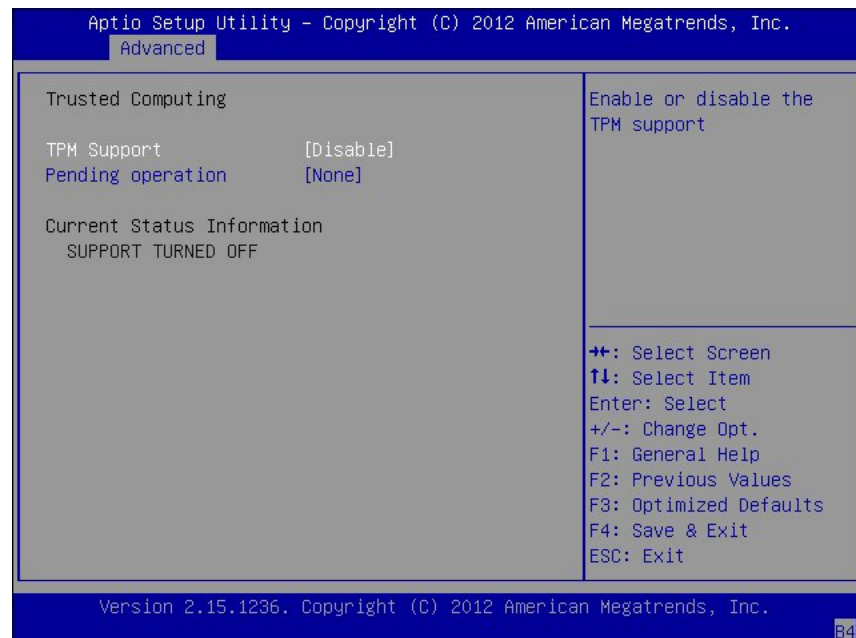 Aptio Setup Utility – Copyright (C) 2012 American Megatrends, Inc.
Advanced
Trusted Computing
TPM Support [Disable]
Pending operation [None]
Current Status Information
SUPPORT TURNED OFF
Enable or disable the
TPM support
→←: Select Screen
↑↓: Select Item
Enter: Select
+/-: Change Opt.
F1: General Help
F2: Previous Values
F3: Optimized Defaults
F4: Save & Exit
ESC: Exit
Version 2.15.1236. Copyright (C) 2012 American Megatrends, Inc.
B4